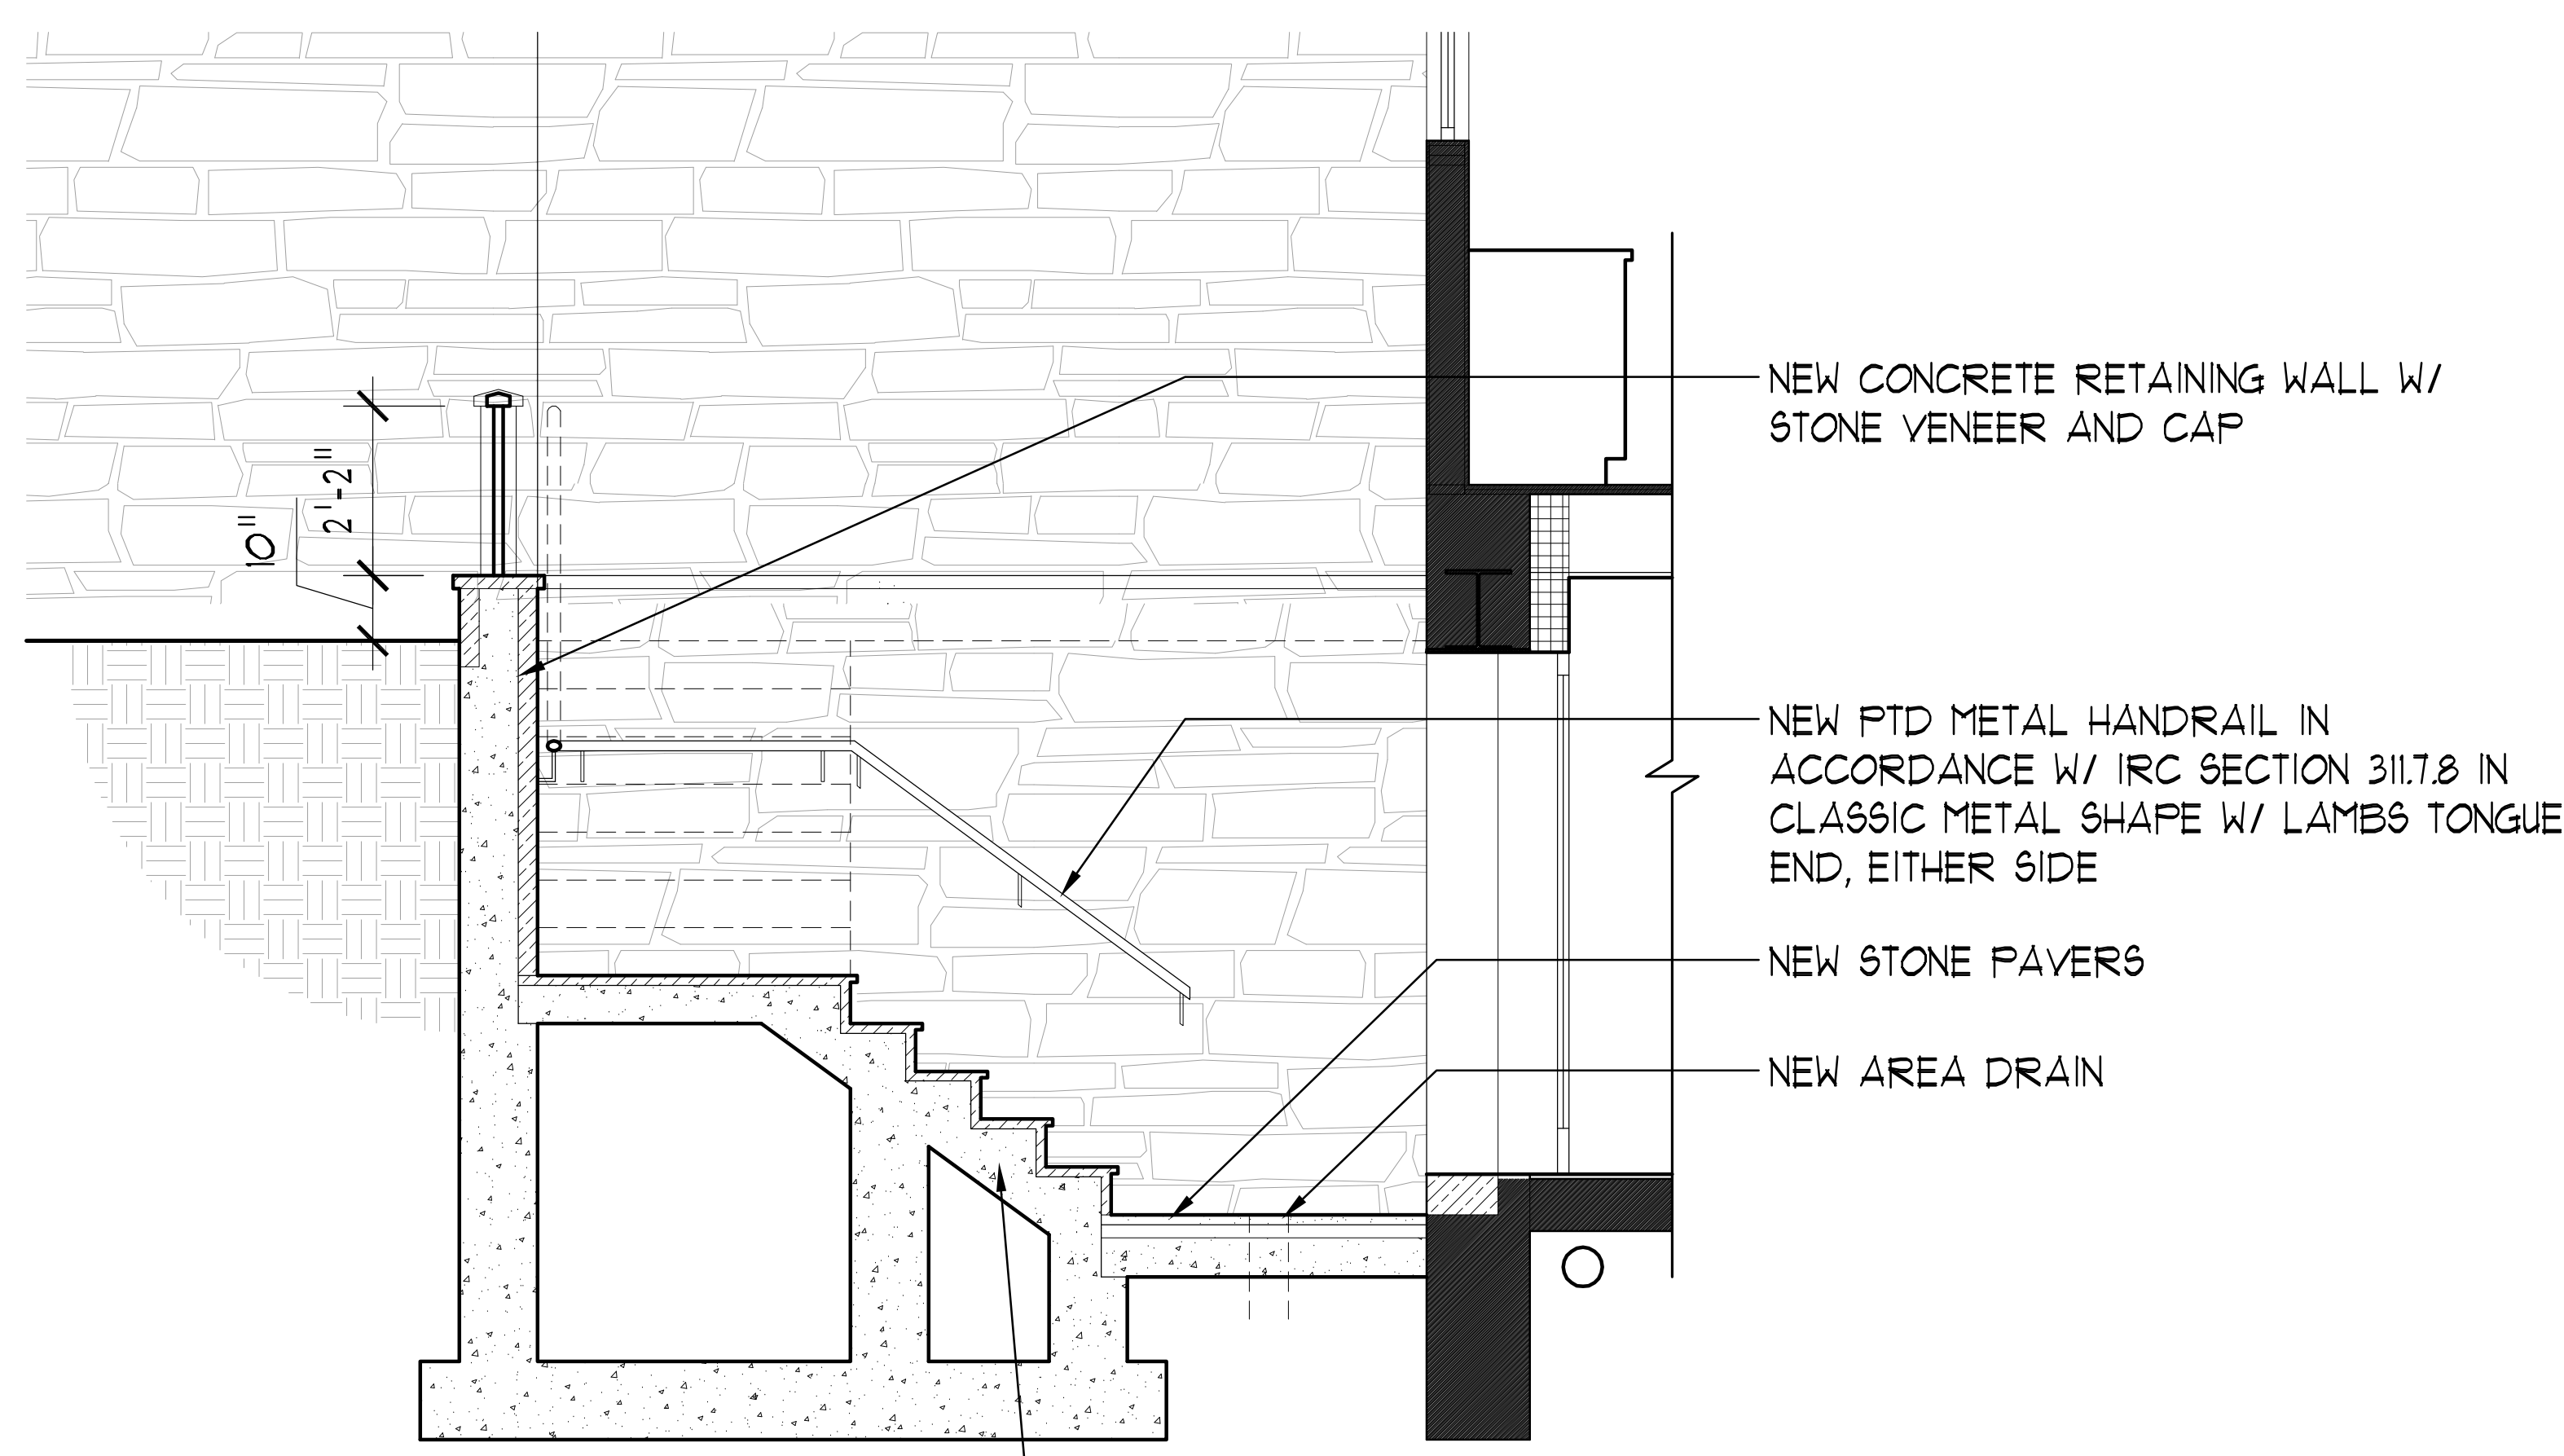 NEW CONCRETE RETAINING WALL W/
STONE VENEER AND CAP
2'-2"
10"
NEW PTD METAL HANDRAIL IN
ACCORDANCE W/ IRC SECTION 311.7.8 IN
CLASSIC METAL SHAPE W/ LAMBS TONGUE
END, EITHER SIDE
NEW STONE PAVERS
NEW AREA DRAIN